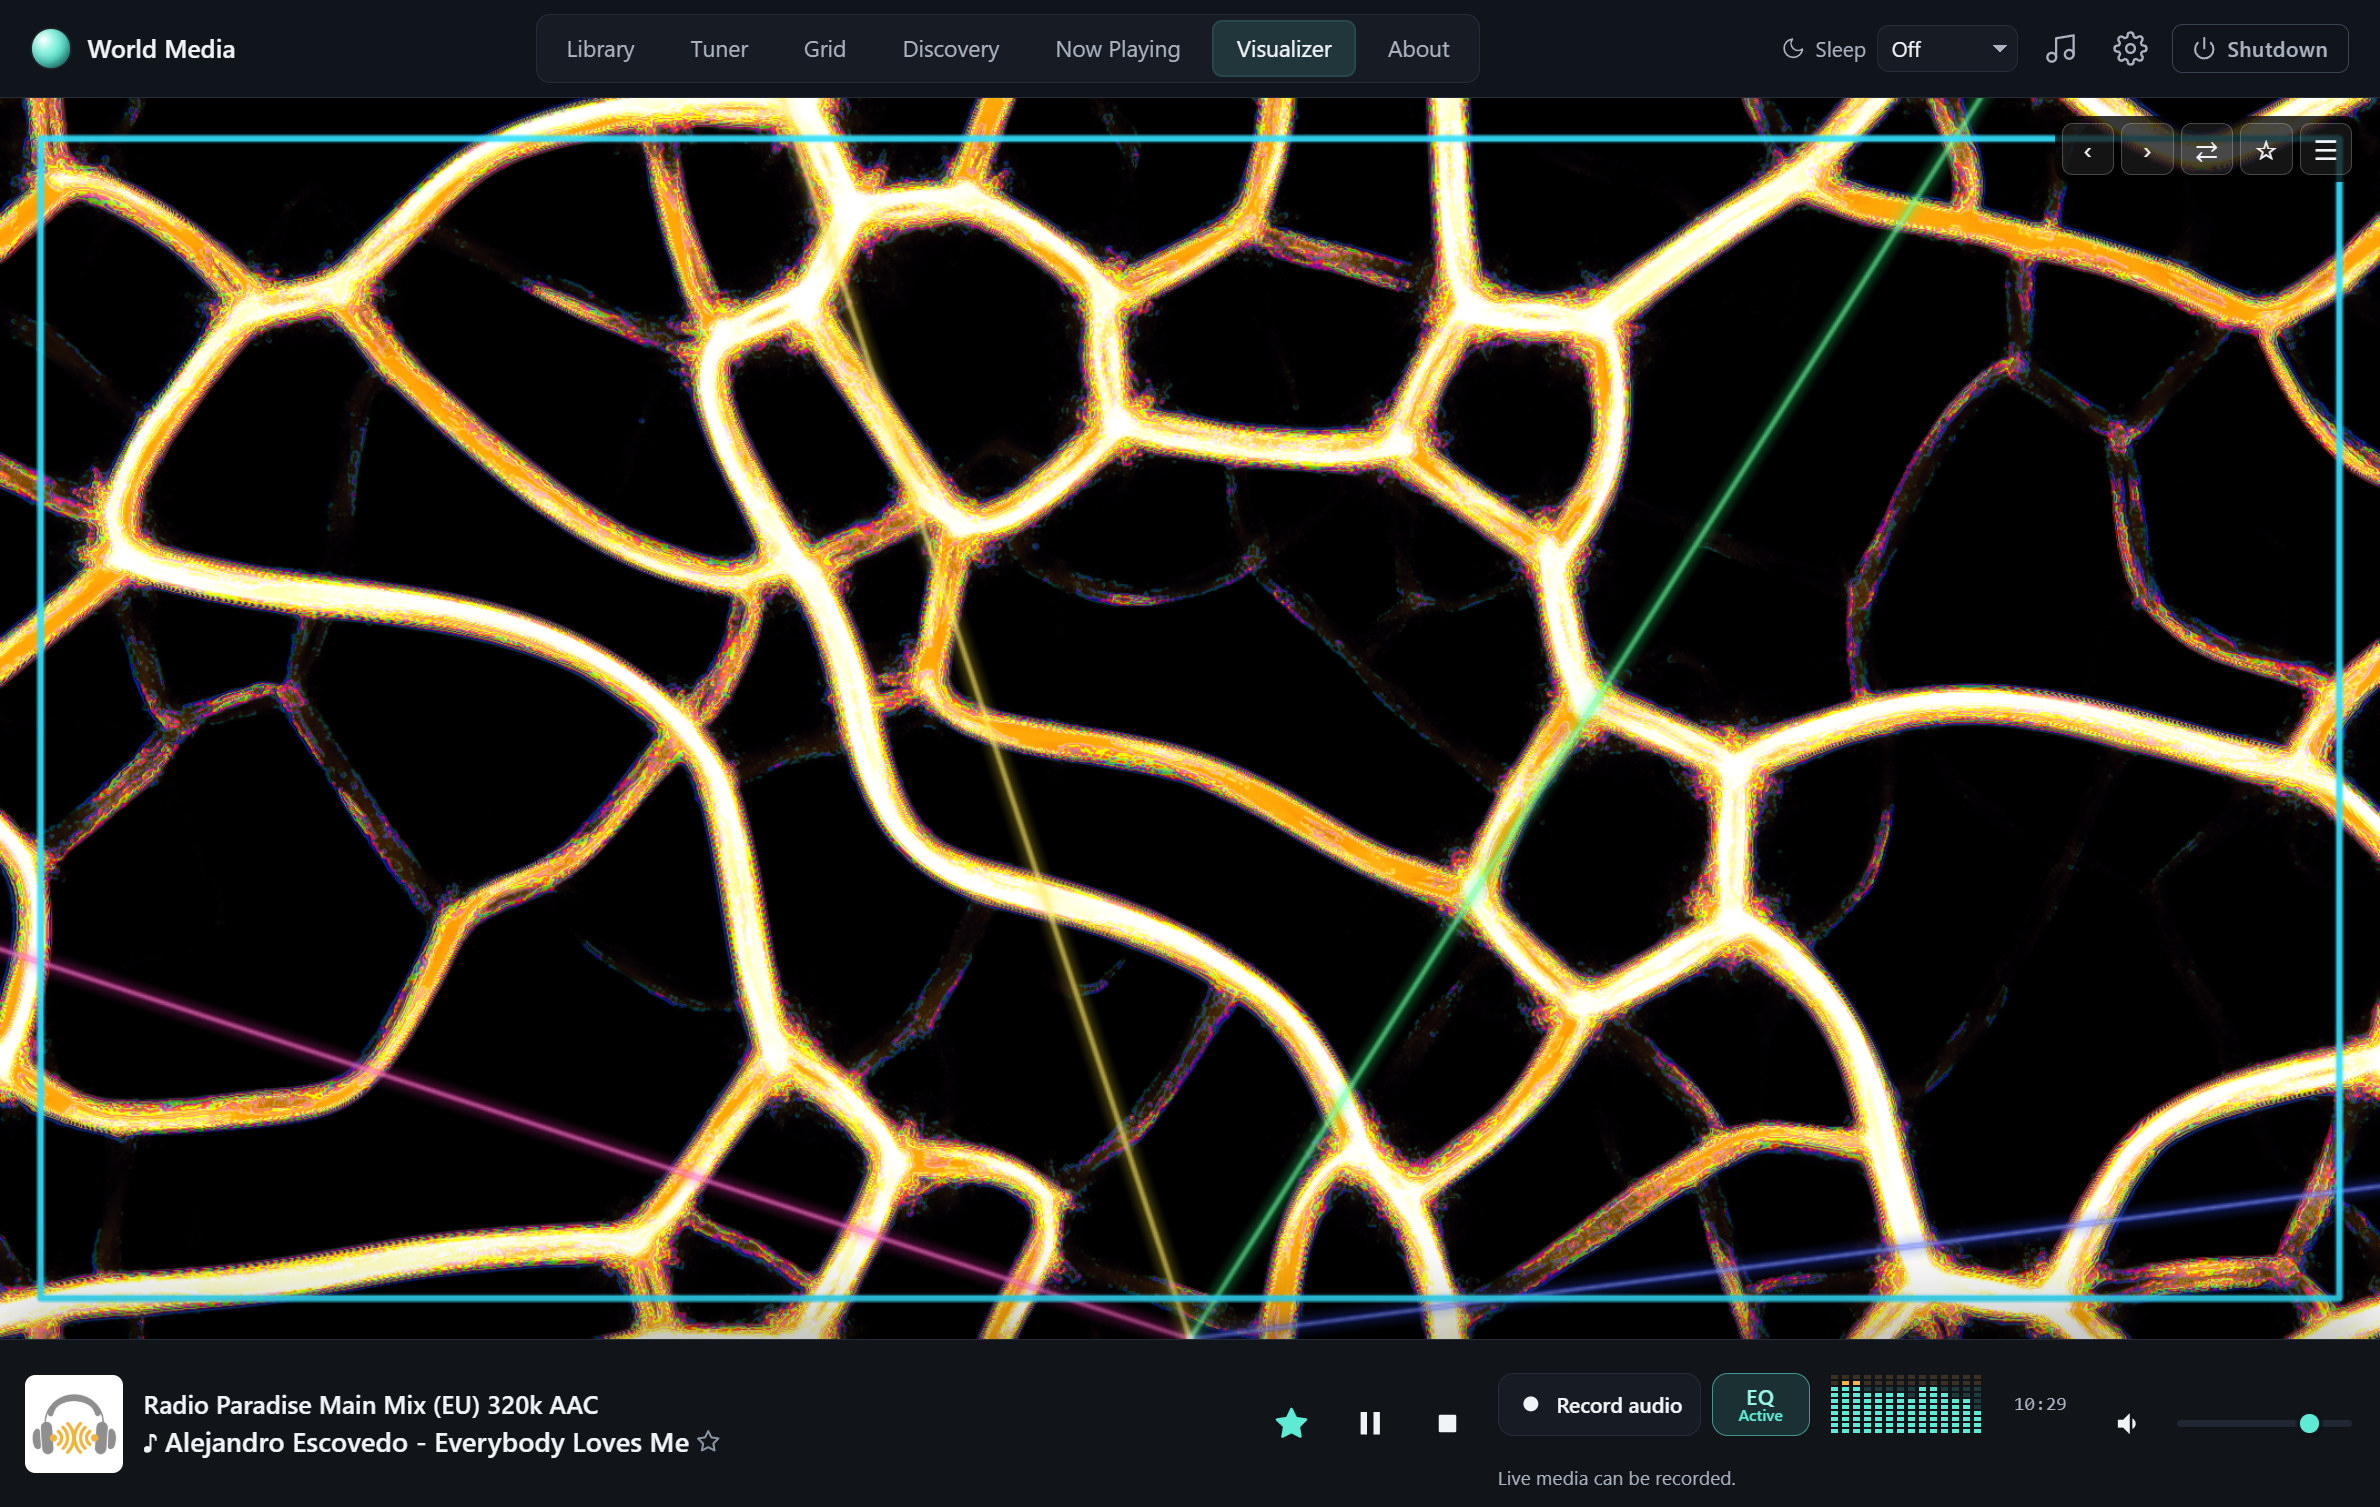 World Media
Library
Tuner
Grid
Discovery
Now Playing
Visualizer
About
Sleep
Off
Shutdown
Radio Paradise Main Mix (EU) 320k AAC
Alejandro Escovedo - Everybody Loves Me
Record audio
EQ
Active
10:29
Live media can be recorded.